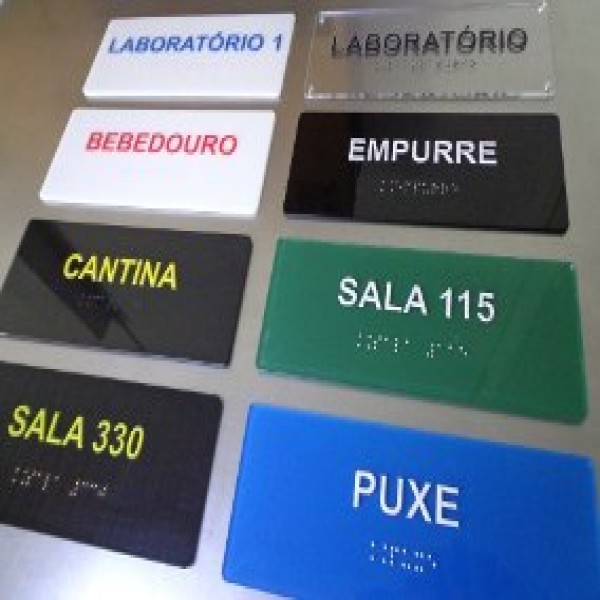 LABORATÓRIO 1
LABORATÓRIO
BEBEDOURO
EMPURRE
CANTINA
SALA 115
SALA 330
PUXE